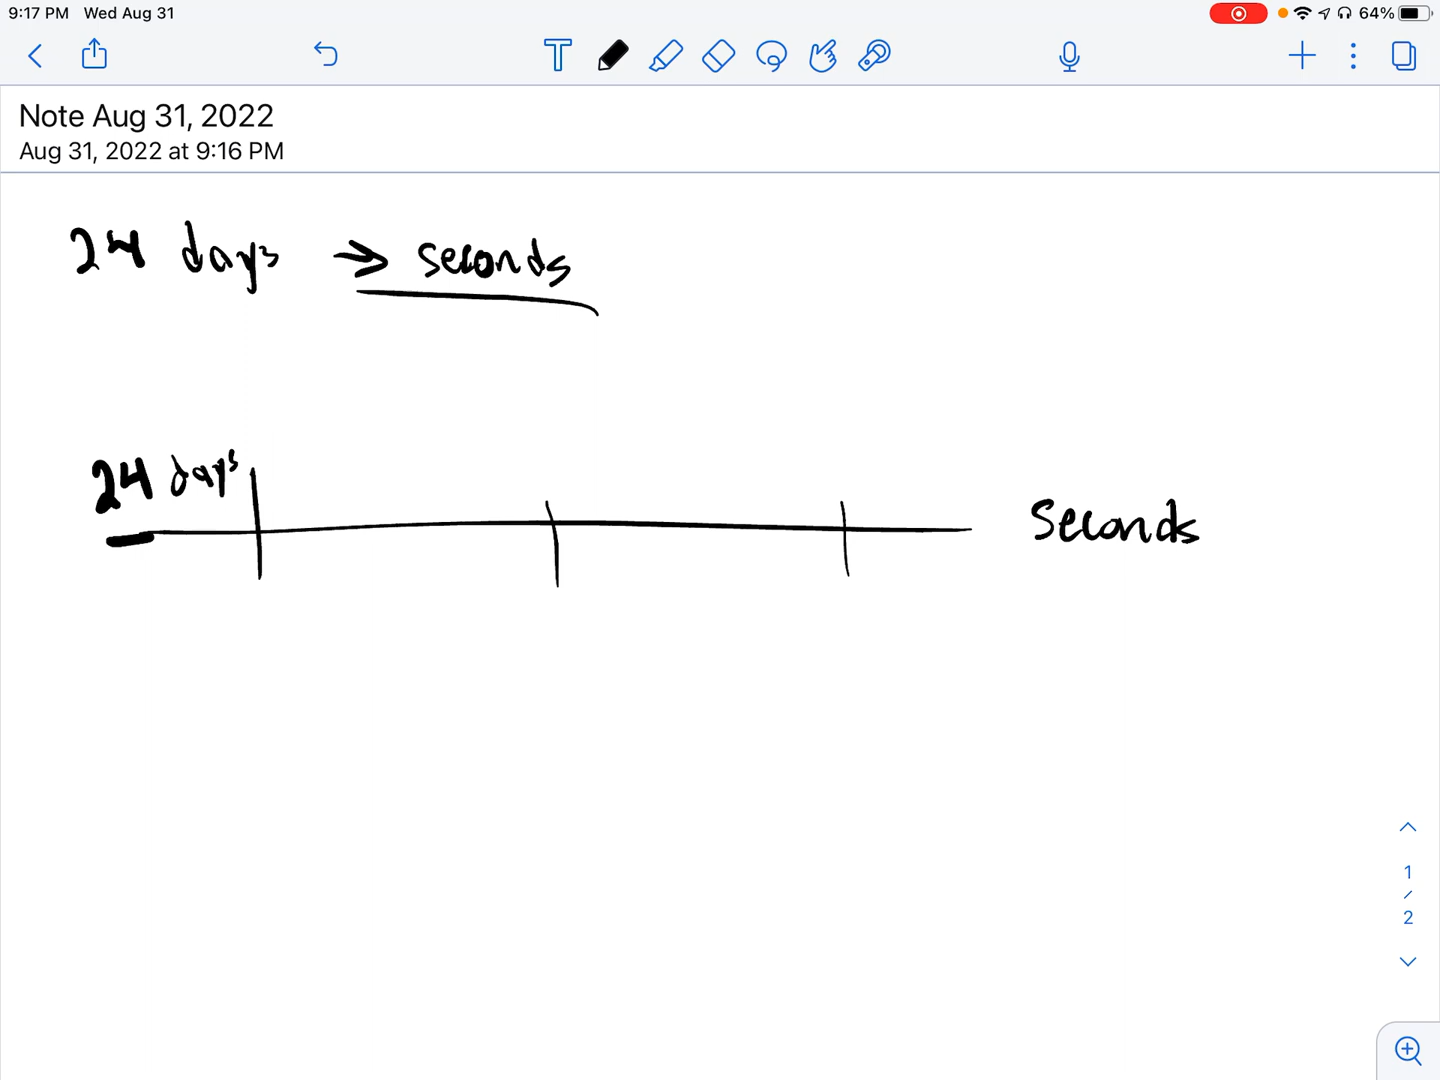 9:17 PM Wed Aug 31 64%
T
Note Aug 31, 2022
Aug 31, 2022 at 9:16 PM
24 days → seconds
24 days
Seconds
1
/
2